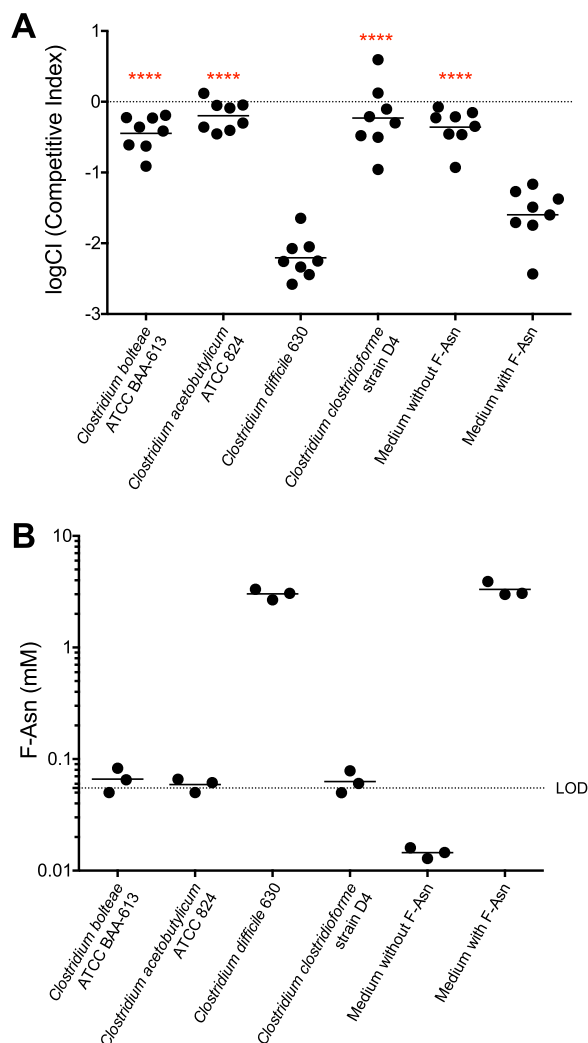 A
1
0
-1
-2
-3
logCI (Competitive Index)
****
****
****
****
Clostridium bolteae
ATCC BAA-613
Clostridium acetobutylicum
ATCC 824
Clostridium difficile 630
Clostridium clostridioforme
strain D4
Medium without F-Asn
Medium with F-Asn
B
10
1
0.1
0.01
F-Asn (mM)
LOD
Clostridium bolteae
ATCC BAA-613
Clostridium acetobutylicum
ATCC 824
Clostridium difficile 630
Clostridium clostridioforme
strain D4
Medium without F-Asn
Medium with F-Asn